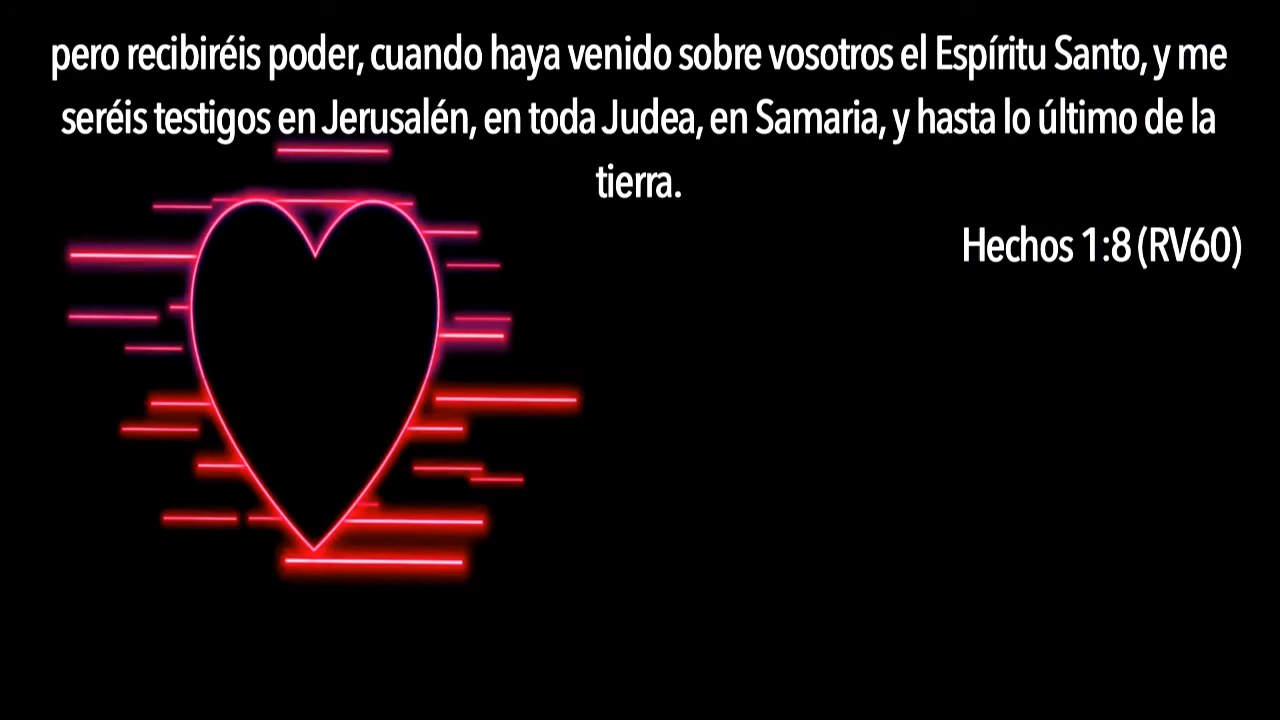 pero recibiréis poder, cuando haya venido sobre vosotros el Espíritu Santo, y me
seréis testigos en Jerusalén, en toda Judea, en Samaria, y hasta lo último de la
tierra.
Hechos 1:8 (RV60)